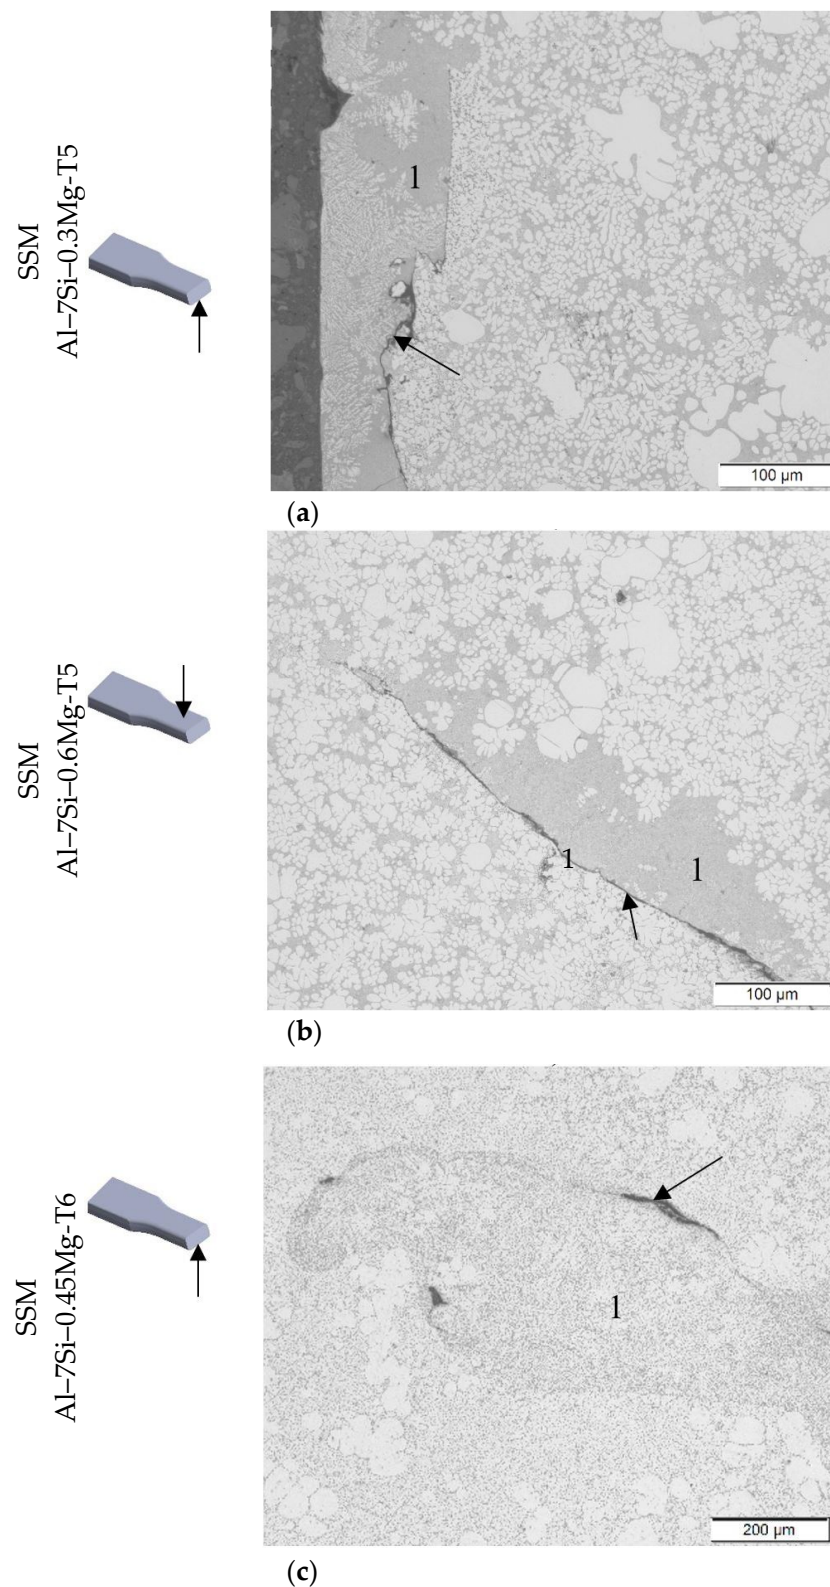 SSM
Al–7Si–0.3Mg-T5
1
100 µm
(a)
SSM
Al–7Si–0.6Mg-T5
1
1
100 µm
(b)
SSM
Al–7Si–0.45Mg-T6
1
200 µm
(c)